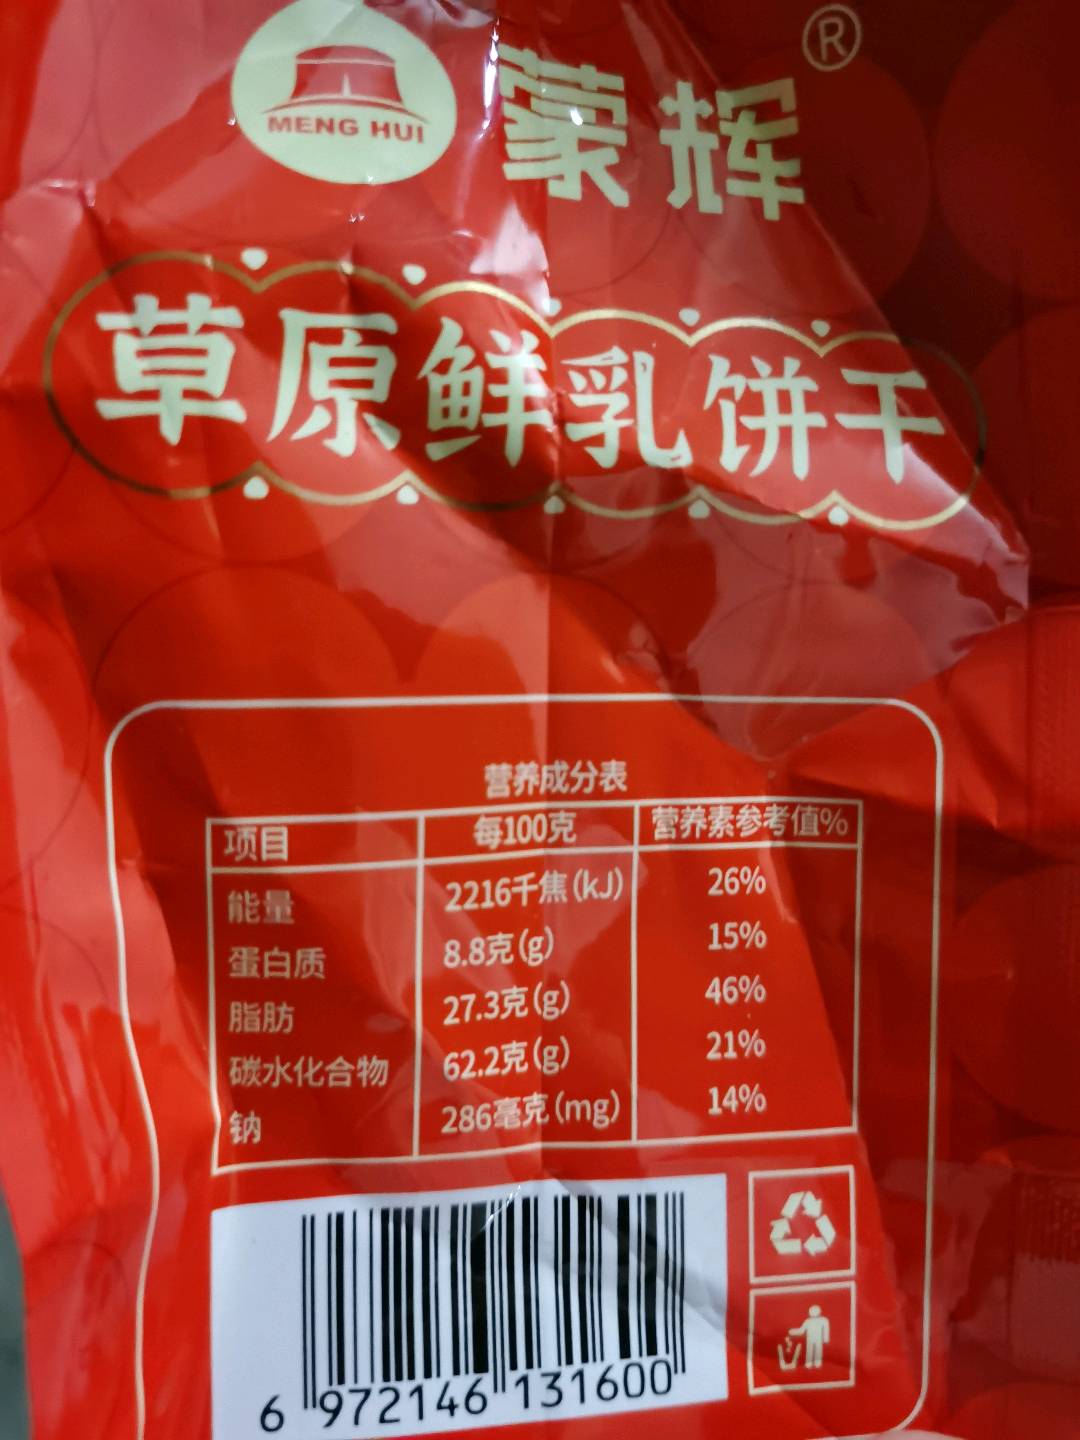 MENG HUI
蒙辉®
草原鲜乳饼干
营养成分表
项目 每100克 营养素参考值%
能量 2216千焦(kJ) 26%
蛋白质 8.8克(g) 15%
脂肪 27.3克(g) 46%
碳水化合物 62.2克(g) 21%
钠 286毫克(mg) 14%
6 972146 131600